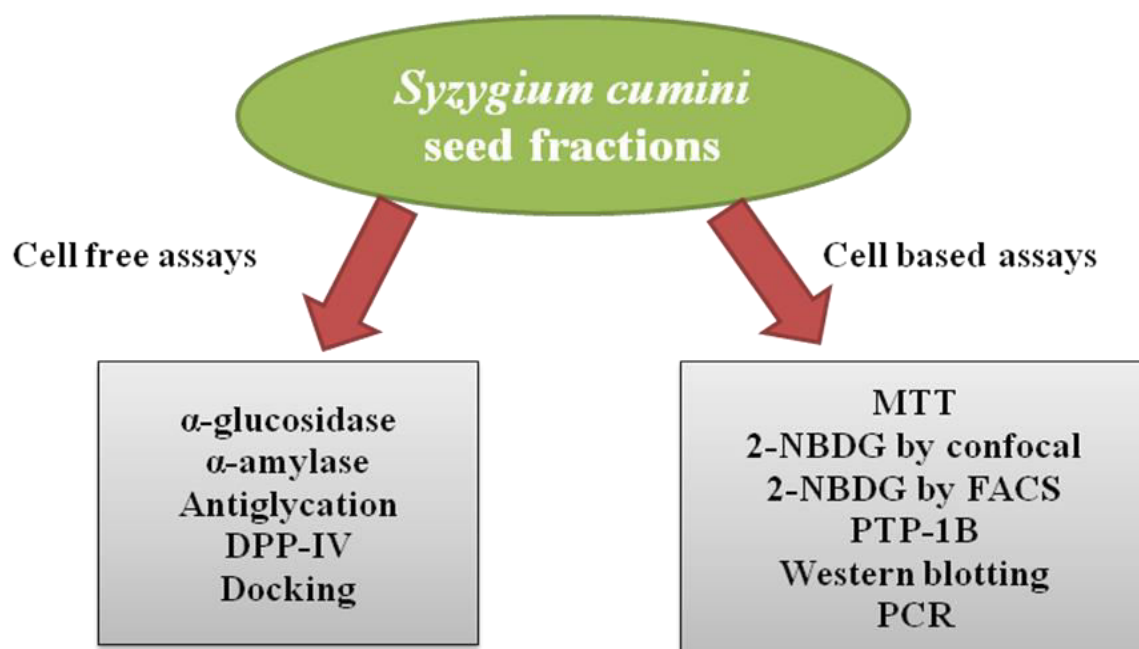 Syzygium cumini
seed fractions
Cell free assays
Cell based assays
α-glucosidase
α-amylase
Antiglycation
DPP-IV
Docking
MTT
2-NBDG by confocal
2-NBDG by FACS
PTP-1B
Western blotting
PCR